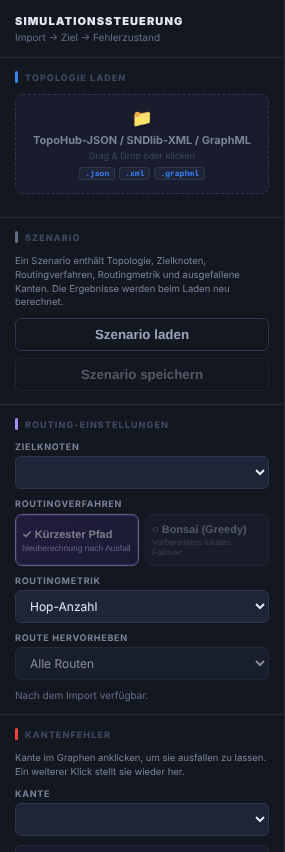 SIMULATIONSSTEUERUNG
Import → Ziel → Fehlerzustand
TOPOLOGIE LADEN
TopoHub-JSON / SNDlib-XML / GraphML
Drag & Drop oder klicken
.json .xml .graphml
SZENARIO
Ein Szenario enthält Topologie, Zielknoten,
Routingverfahren, Routingmetrik und ausgefallene
Kanten. Die Ergebnisse werden beim Laden neu
berechnet.
Szenario laden
Szenario speichern
ROUTING-EINSTELLUNGEN
ZIELKNOTEN
ROUTINGVERFAHREN
✓ Kürzester Pfad
Neuberechnung nach Ausfall
○ Bonsai (Greedy)
Vorbereitetes lokales
Failover
ROUTINGMETRIK
Hop-Anzahl
ROUTE HERVORHEBEN
Alle Routen
Nach dem Import verfügbar.
KANTENFEHLER
Kante im Graphen anklicken, um sie ausfallen zu lassen.
Ein weiterer Klick stellt sie wieder her.
KANTE